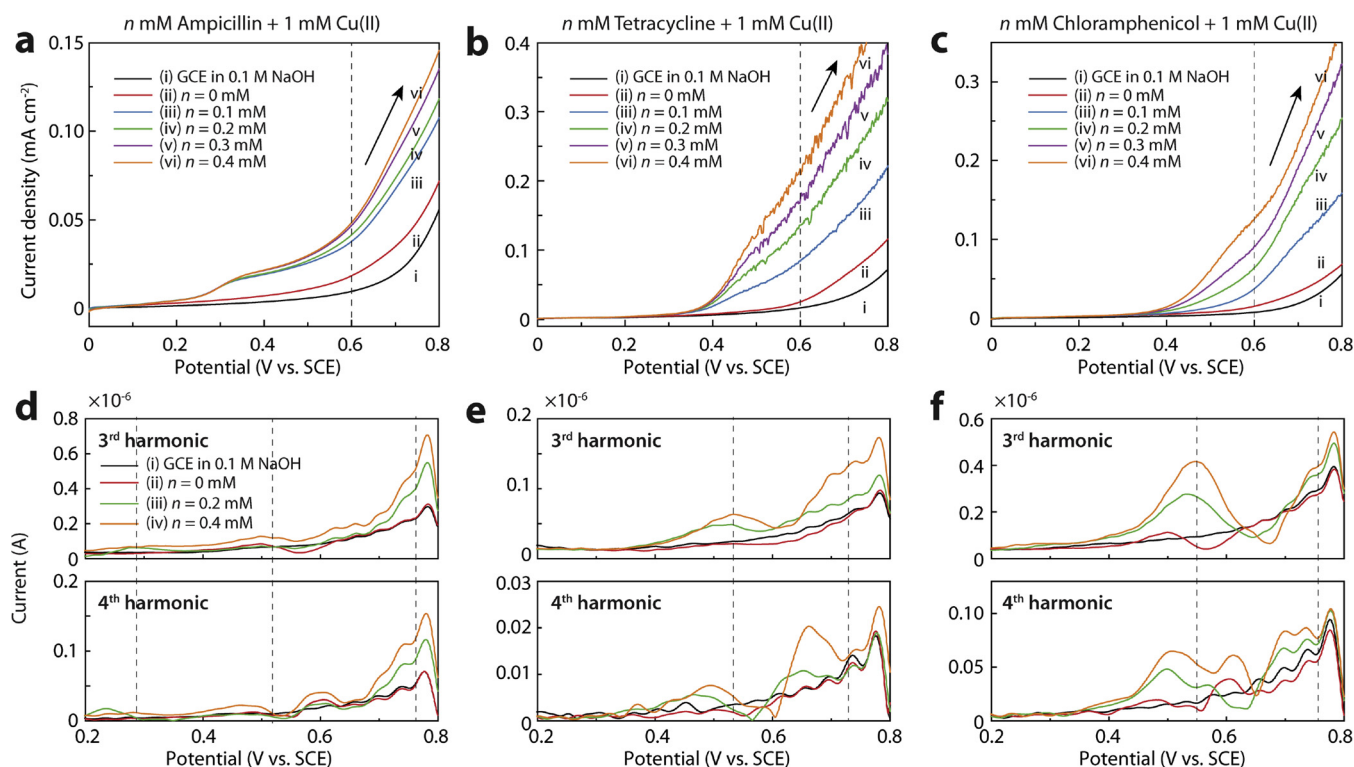 n mM Ampicillin + 1 mM Cu(II)
n mM Tetracycline + 1 mM Cu(II)
n mM Chloramphenicol + 1 mM Cu(II)
a
0.15
0.10
0.05
0
Current density (mA cm-2)
(i) GCE in 0.1 M NaOH
(ii) n = 0 mM
(iii) n = 0.1 mM
(iv) n = 0.2 mM
(v) n = 0.3 mM
(vi) n = 0.4 mM
vi
v
iv
iii
ii
i
0 0.2 0.4 0.6 0.8
Potential (V vs. SCE)
b
0.4
0.3
0.2
0.1
0
(i) GCE in 0.1 M NaOH
(ii) n = 0 mM
(iii) n = 0.1 mM
(iv) n = 0.2 mM
(v) n = 0.3 mM
(vi) n = 0.4 mM
vi
v
iv
iii
ii
i
0 0.2 0.4 0.6 0.8
Potential (V vs. SCE)
c
0.3
0.2
0.1
0
(i) GCE in 0.1 M NaOH
(ii) n = 0 mM
(iii) n = 0.1 mM
(iv) n = 0.2 mM
(v) n = 0.3 mM
(vi) n = 0.4 mM
vi
v
iv
iii
ii
i
0 0.2 0.4 0.6 0.8
Potential (V vs. SCE)
d
×10-6
0.8
0.6
0.4
0.2
0
3rd harmonic
(i) GCE in 0.1 M NaOH
(ii) n = 0 mM
(iii) n = 0.2 mM
(iv) n = 0.4 mM
Current (A)
0.2
0.1
0
4th harmonic
0.2 0.4 0.6 0.8
Potential (V vs. SCE)
e
×10-6
0.2
0.1
0
3rd harmonic
0.03
0.02
0.01
0
4th harmonic
0.2 0.4 0.6 0.8
Potential (V vs. SCE)
f
×10-6
0.6
0.4
0.2
0
3rd harmonic
0.10
0.05
0
4th harmonic
0.2 0.4 0.6 0.8
Potential (V vs. SCE)